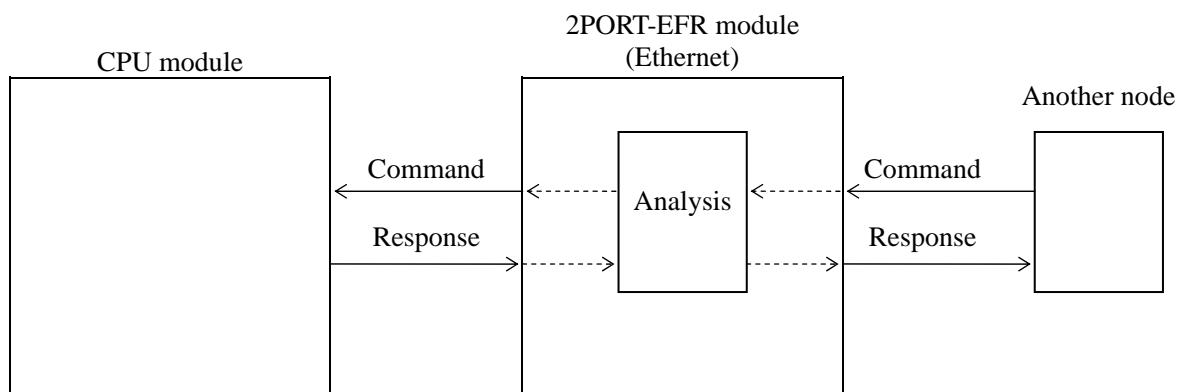 2PORT-EFR module
(Ethernet)
CPU module
Another node
Command
Command
Analysis
Response
Response